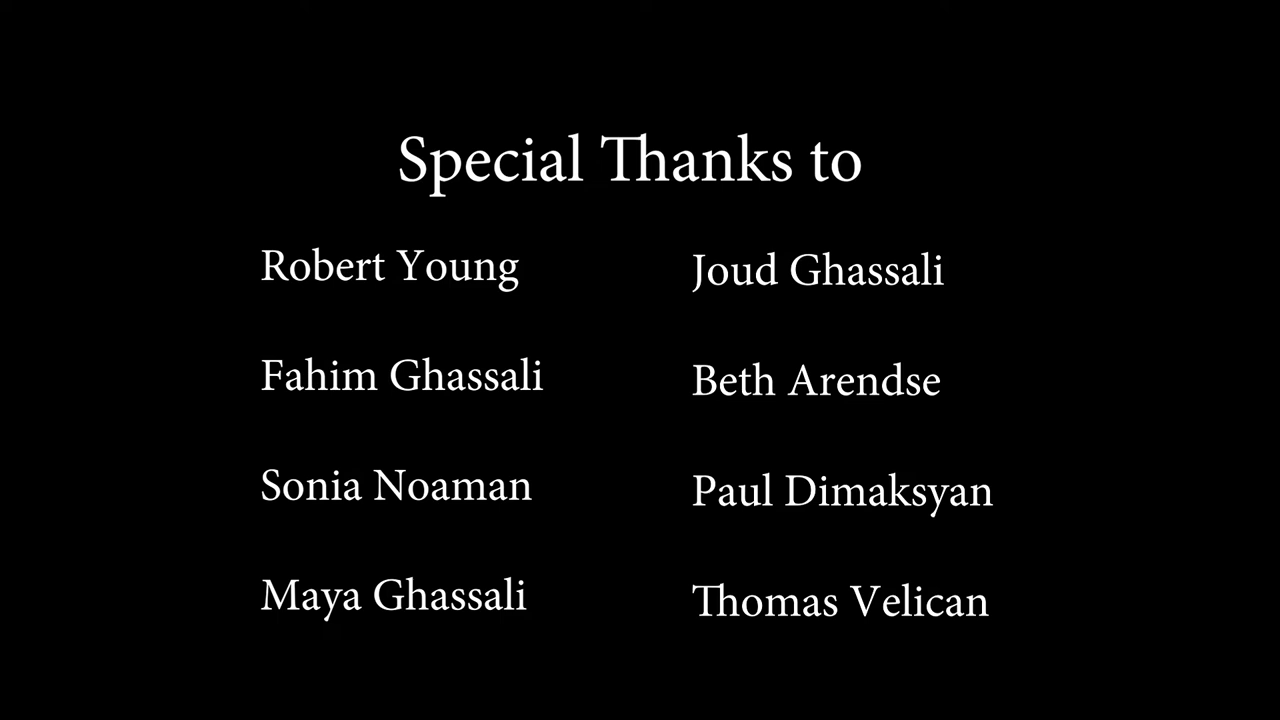 Special Thanks to
Robert Young
Joud Ghassali
Fahim Ghassali
Beth Arendse
Sonia Noaman
Paul Dimaksyan
Maya Ghassali
Thomas Velican